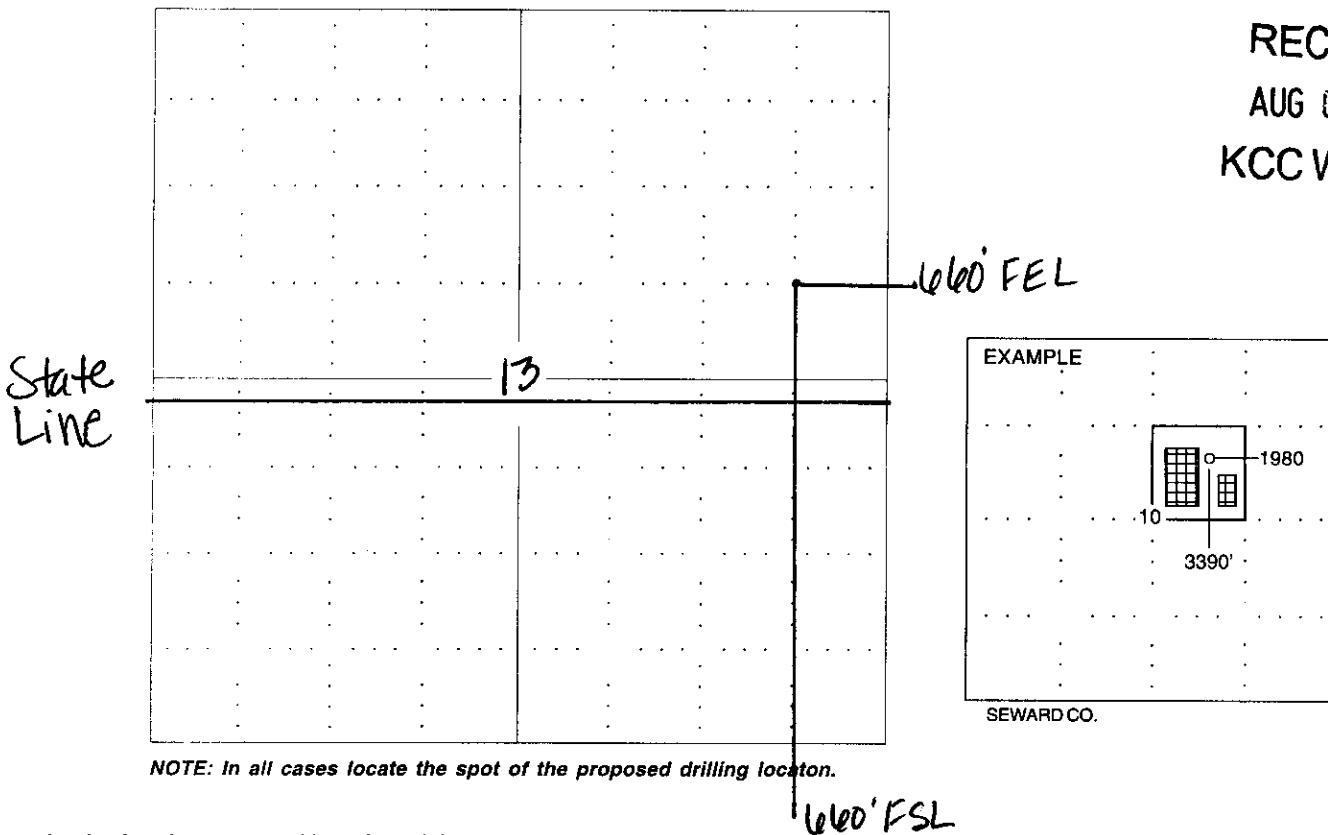 REC
AUG
KCC
660' FEL
State
Line
13
EXAMPLE
1980
10
3390'
SEWARD CO.
NOTE: In all cases locate the spot of the proposed drilling locaton.
660' FSL